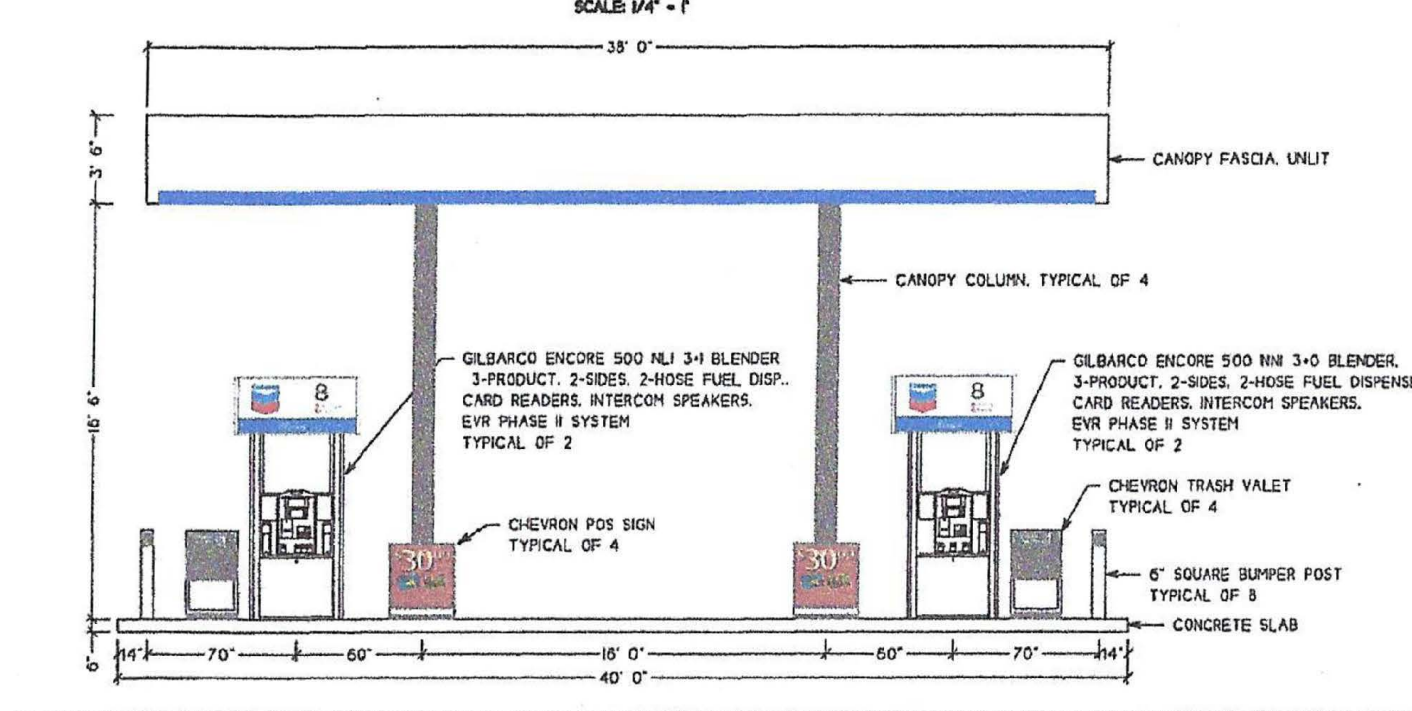 SCALE: 1/4" = 1'
38' 0"
3' 6"
CANOPY FASCIA, UNLIT
CANOPY COLUMN, TYPICAL OF 4
16' 6"
8
8
GILBARCO ENCORE 500 NL1 3+1 BLENDER
3-PRODUCT, 2-SIDES, 2-HOSE FUEL DISP.,
CARD READERS, INTERCOM SPEAKERS,
EVR PHASE II SYSTEM
TYPICAL OF 2
GILBARCO ENCORE 500 NN1 3+0 BLENDER,
3-PRODUCT, 2-SIDES, 2-HOSE FUEL DISPENSE
CARD READERS, INTERCOM SPEAKERS,
EVR PHASE II SYSTEM
TYPICAL OF 2
CHEVRON TRASH VALET
TYPICAL OF 4
CHEVRON POS SIGN
TYPICAL OF 4
30
30
6" SQUARE BUMPER POST
TYPICAL OF 8
CONCRETE SLAB
6"
14" 70" 60" 16' 0" 60" 70" 14"
40' 0"